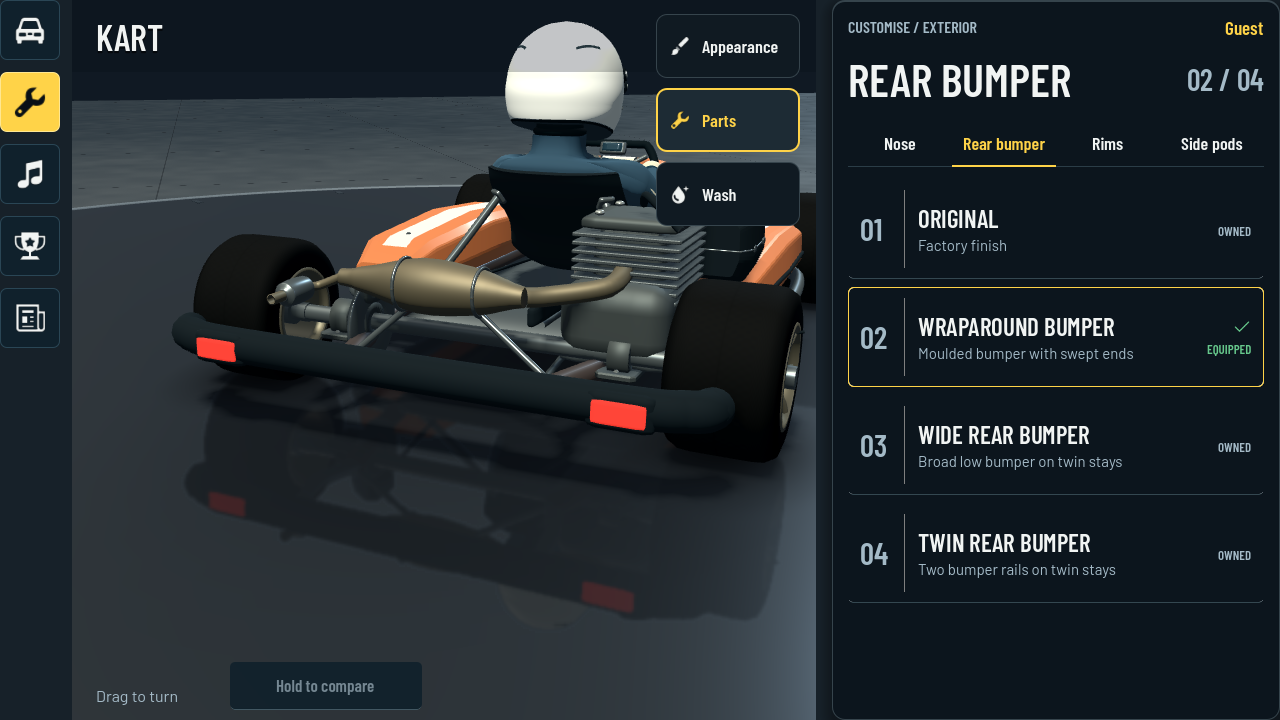 KART
Appearance
Parts
Wash
Drag to turn
Hold to compare
CUSTOMISE / EXTERIOR
Guest
REAR BUMPER
02 / 04
Nose
Rear bumper
Rims
Side pods
01
ORIGINAL
Factory finish
OWNED
02
WRAPAROUND BUMPER
Moulded bumper with swept ends
EQUIPPED
03
WIDE REAR BUMPER
Broad low bumper on twin stays
OWNED
04
TWIN REAR BUMPER
Two bumper rails on twin stays
OWNED